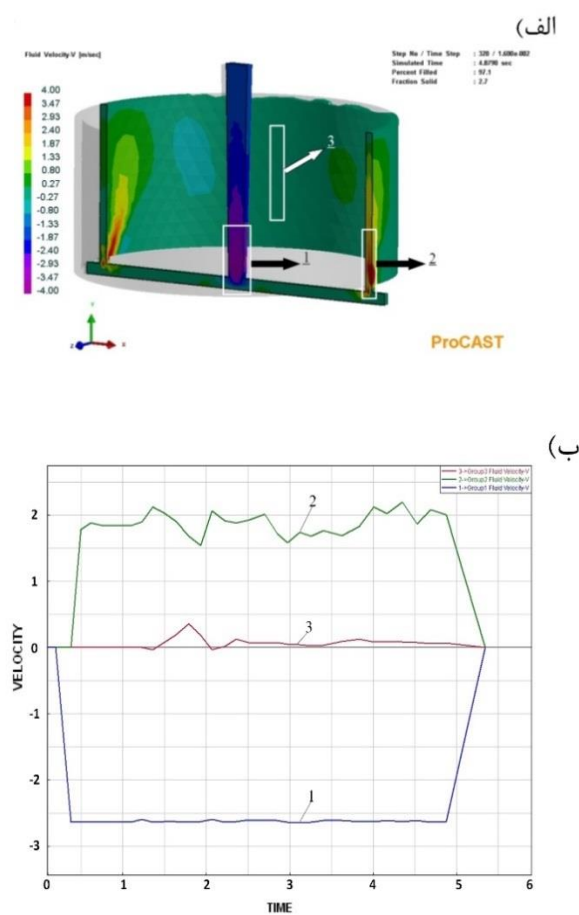 الف)
Fluid Velocity-V [m/sec]
Step No / Time Step : 320 / 1.600e-002
Simulated Time : 4.8790 sec
Percent Filled : 97.1
Fraction Solid : 2.7
4.00
3.47
2.93
2.40
1.87
1.33
0.80
0.27
-0.27
-0.80
-1.33
-1.87
-2.40
-2.93
-3.47
-4.00
3
1
2
Y
Z
X
ProCAST
ب)
3->Group3 Fluid Velocity-V
2->Group2 Fluid Velocity-V
1->Group1 Fluid Velocity-V
VELOCITY
2
1
0
-1
-2
-3
2
3
1
0 1 2 3 4 5 6
TIME